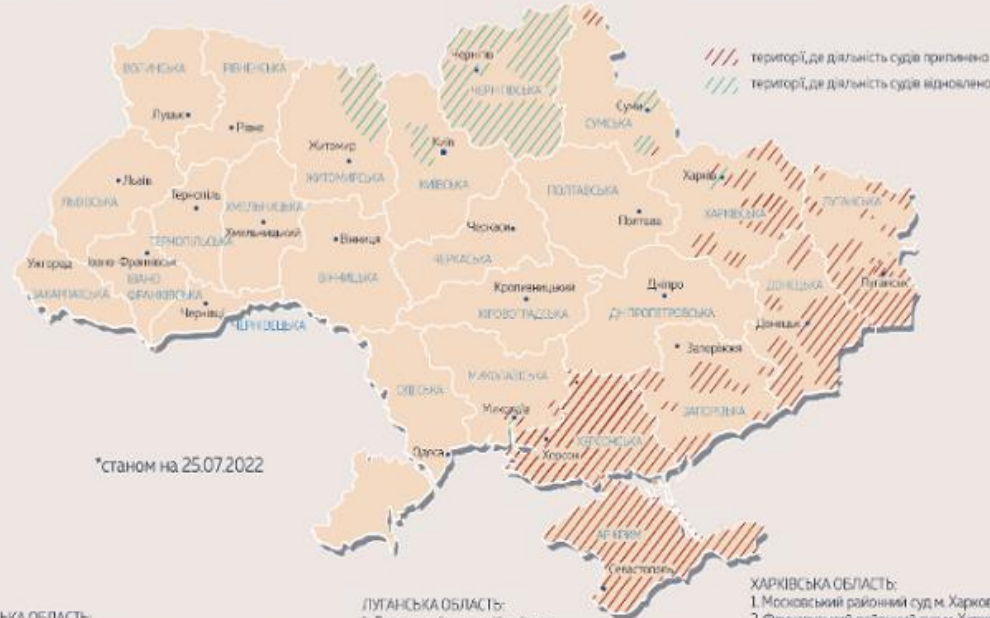 території, де діяльність судів припинено
території, де діяльність судів відновлено
ВОЛИНСЬКА
РІВНЕНСЬКА
Чернігів
ЧЕРНІГІВСЬКА
Луцьк
Рівне
Суми
СУМСЬКА
Житомир
Київ
ЖИТОМИРСЬКА
КИЇВСЬКА
Львів
ЛЬВІВСЬКА
Тернопіль
ХМЕЛЬНИЦЬКА
ПОЛТАВСЬКА
Полтава
Харків
ХАРКІВСЬКА
ЛУГАНСЬКА
Хмельницький
ТЕРНОПІЛЬСЬКА
Вінниця
Черкаси
Ужгород
Івано-Франківськ
ІВАНО
ФРАНКІВСЬКА
ЗАКАРПАТСЬКА
ВІННИЦЬКА
ЧЕРКАСЬКА
Чернівці
ЧЕРНІВЕЦЬКА
Кропивницький
КІРОВОГРАДСЬКА
Дніпро
ДНІПРОПЕТРОВСЬКА
ДОНЕЦЬКА
Луганськ
Донецьк
Запоріжжя
ЗАПОРІЗЬКА
ОДЕСЬКА
МИКОЛАЇВСЬКА
Миколаїв
ХЕРСОНСЬКА
Херсон
Одеса
*станом на 25.07.2022
АР КРИМ
Севастополь
ЛУГАНСЬКА ОБЛАСТЬ:
ХАРКІВСЬКА ОБЛАСТЬ:
1. Московський районний суд м. Харков
ЬКА ОБЛАСТЬ: